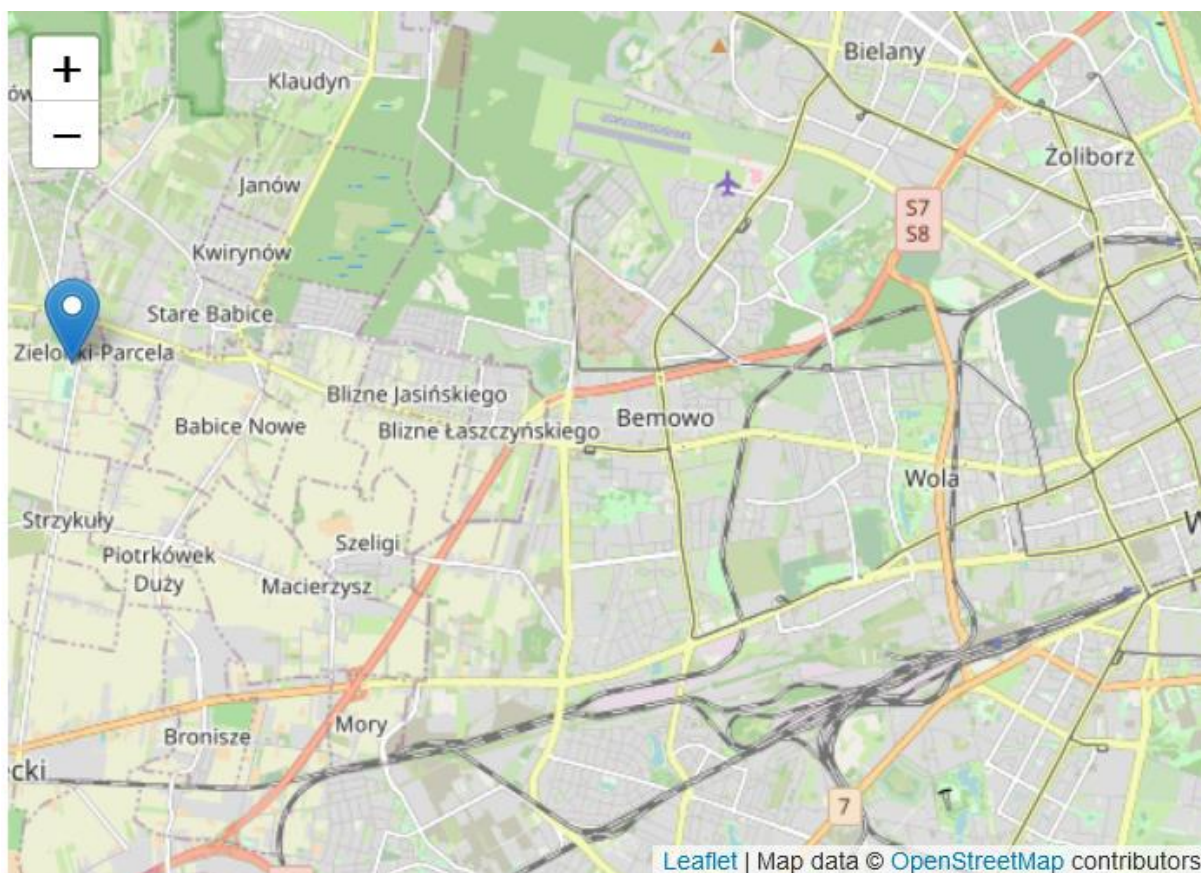 +
−
Klaudyn
Bielany
Żoliborz
Janów
S7
S8
Kwirynów
Stare Babice
Blizne Jasińskiego
Babice Nowe
Blizne Łaszczyńskiego
Bemowo
Wola
Strzykuły
Szeligi
Piotrkówek
Duży
Macierzysz
Mory
Bronisze
ecki
7
Leaflet | Map data © OpenStreetMap contributors